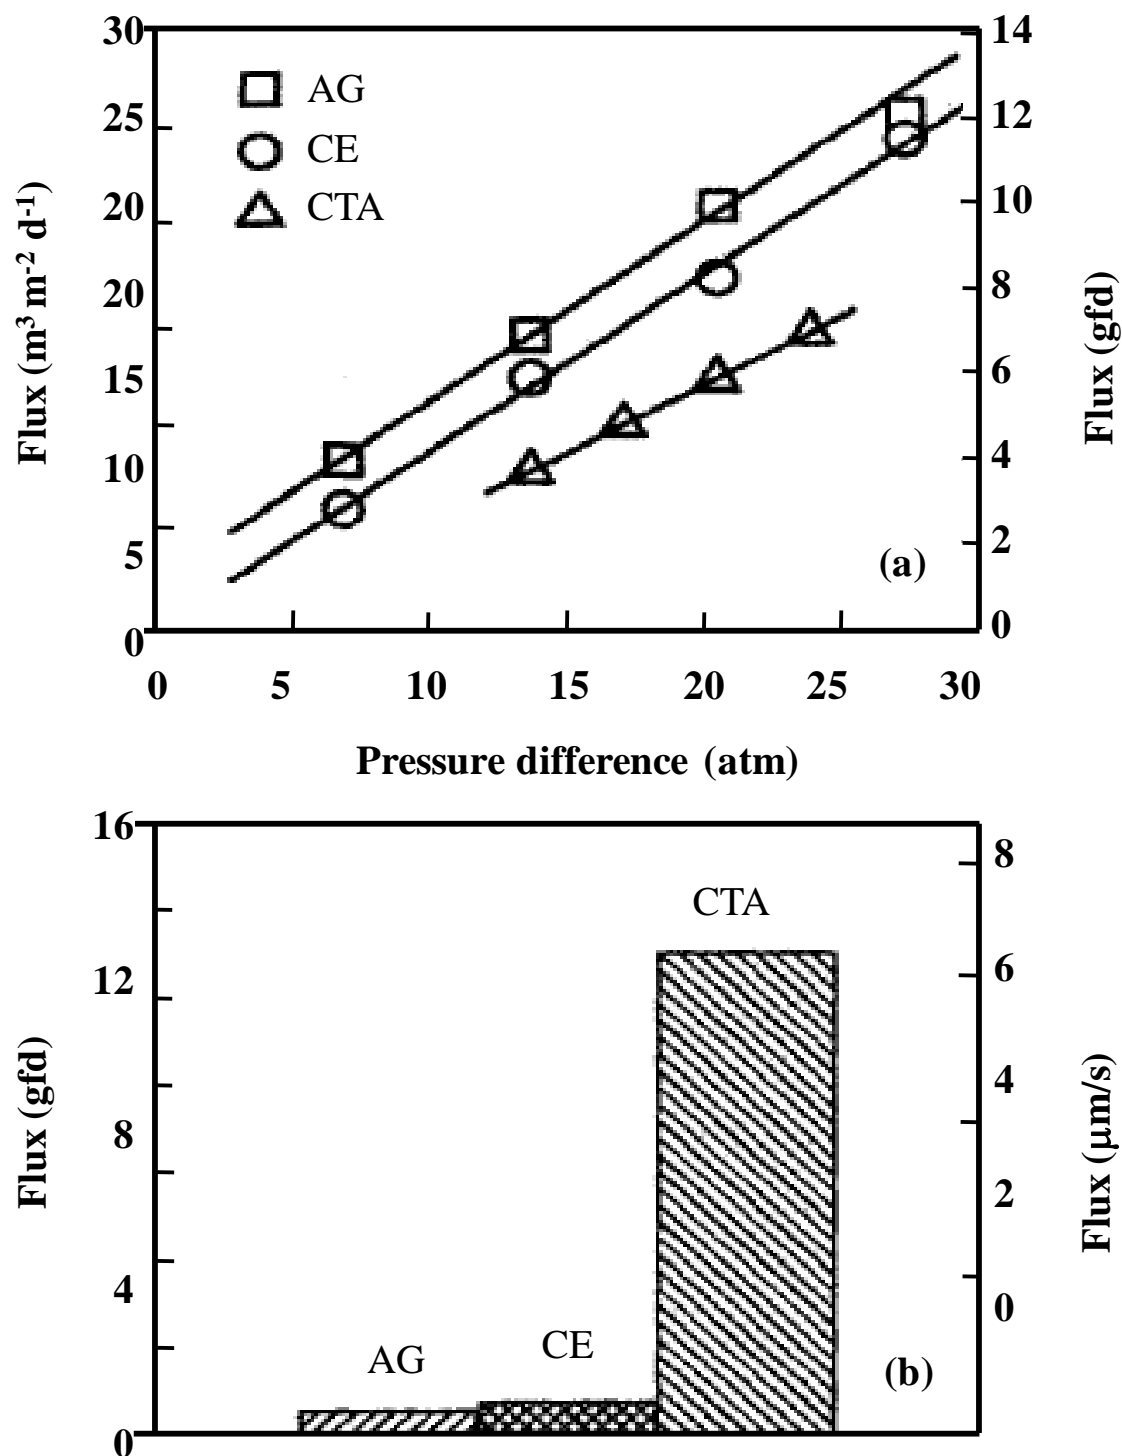 30
25
20
20
15
10
5
0
Flux (m³ m⁻² d⁻¹)
AG
CE
CTA
(a)
14
12
10
8
6
4
2
0
Flux (gfd)
0 5 10 15 20 25 30
Pressure difference (atm)
16
12
8
4
0
Flux (gfd)
AG
CE
CTA
(b)
8
6
4
2
0
Flux (μm/s)